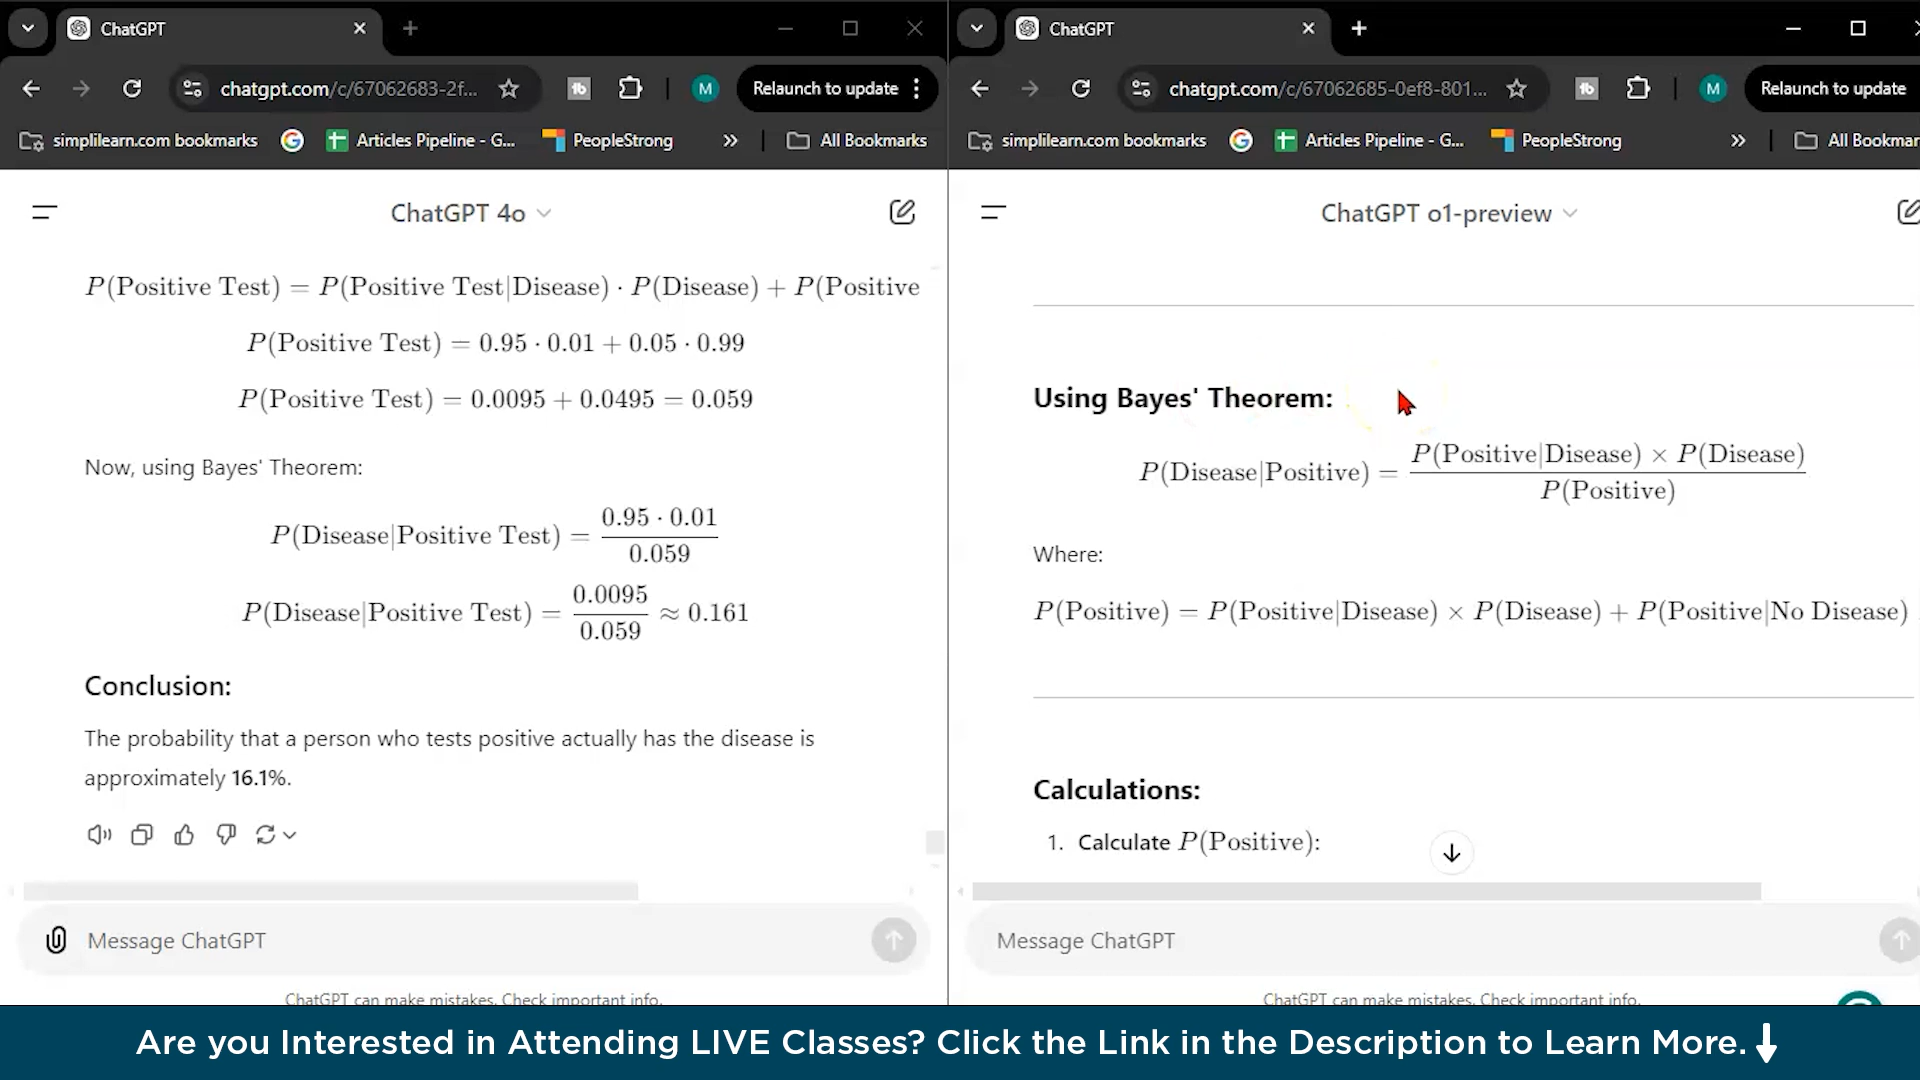 ChatGPT
chatgpt.com/c/67062683-2f...
Relaunch to update
simplilearn.com bookmarks
Articles Pipeline - G...
PeopleStrong
All Bookmarks
ChatGPT 4o
P(Positive Test) = P(Positive Test|Disease) · P(Disease) + P(Positive
P(Positive Test) = 0.95 · 0.01 + 0.05 · 0.99
P(Positive Test) = 0.0095 + 0.0495 = 0.059
Now, using Bayes' Theorem:
P(Disease|Positive Test) = 0.95 · 0.01 / 0.059
P(Disease|Positive Test) = 0.0095 / 0.059 ≈ 0.161
Conclusion:
The probability that a person who tests positive actually has the disease is
approximately 16.1%.
Message ChatGPT
ChatGPT can make mistakes. Check important info.
ChatGPT
M
chatgpt.com/c/67062685-0ef8-801...
M
Relaunch to update
simplilearn.com bookmarks
Articles Pipeline - G...
PeopleStrong
All Bookmar
ChatGPT o1-preview
Using Bayes' Theorem:
P(Disease|Positive) = P(Positive|Disease) × P(Disease) / P(Positive)
Where:
P(Positive) = P(Positive|Disease) × P(Disease) + P(Positive|No Disease)
Calculations:
1. Calculate P(Positive):
Message ChatGPT
ChatGPT can make mistakes. Check important info.
Are you Interested in Attending LIVE Classes? Click the Link in the Description to Learn More.